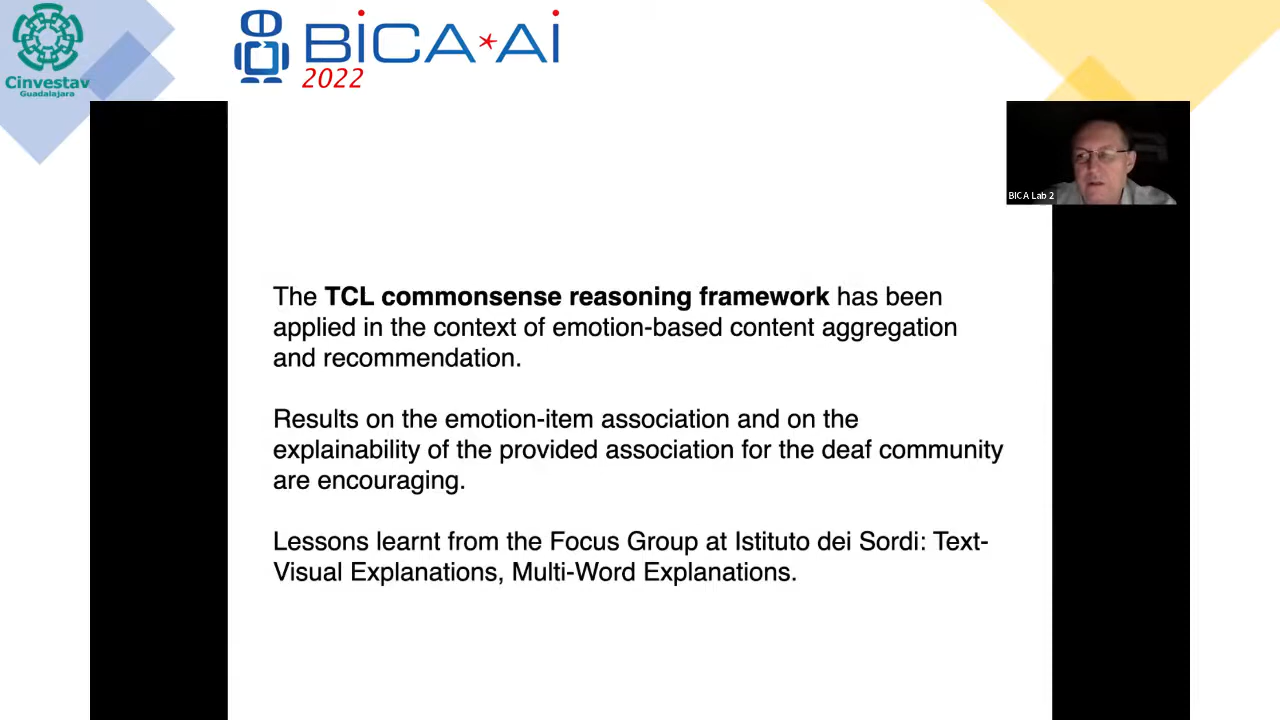 Cinvestav
Guadalajara
BiCA*Ai
2022
BICA Lab 2
The TCL commonsense reasoning framework has been
applied in the context of emotion-based content aggregation
and recommendation.
Results on the emotion-item association and on the
explainability of the provided association for the deaf community
are encouraging.
Lessons learnt from the Focus Group at Istituto dei Sordi: Text-
Visual Explanations, Multi-Word Explanations.